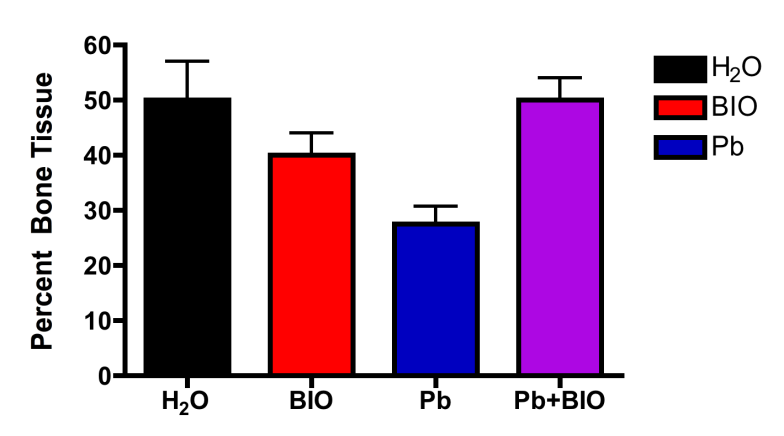 Percent Bone Tissue
60
50
40
30
20
10
0
H₂O BIO Pb Pb+BIO
H₂O
BIO
Pb